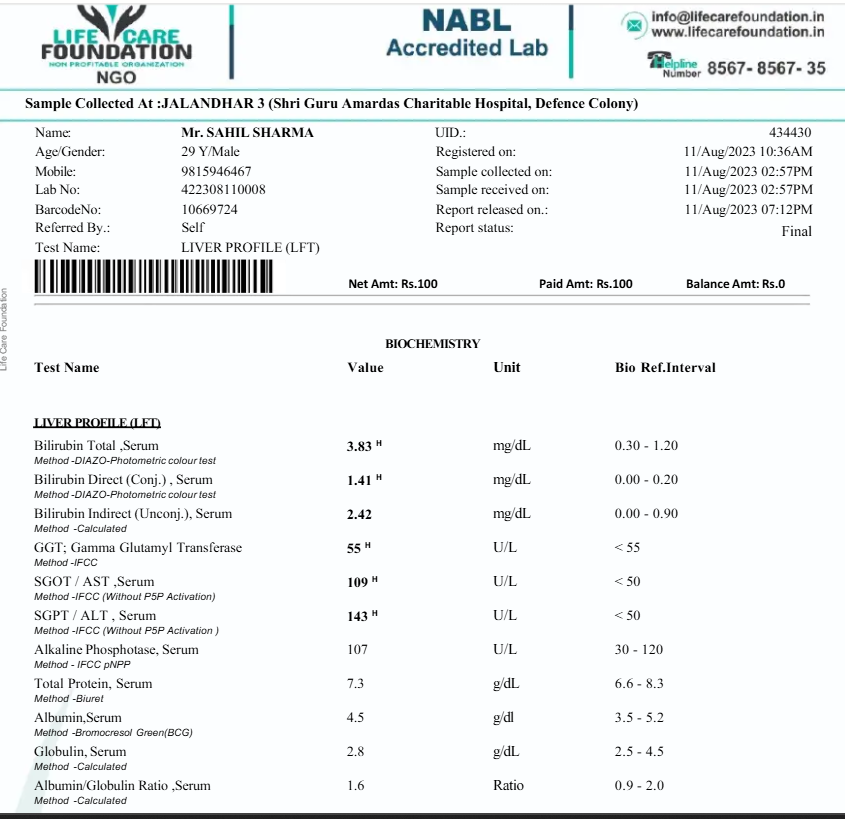 LIFE CARE
FOUNDATION
NON PROFITABLE ORGANIZATION
NGO
NABL
Accredited Lab
info@lifecarefoundation.in
www.lifecarefoundation.in
Helpline
Number 8567- 8567- 35
Sample Collected At :JALANDHAR 3 (Shri Guru Amardas Charitable Hospital, Defence Colony)
Name: Mr. SAHIL SHARMA UID.: 434430
Age/Gender: 29 Y/Male Registered on: 11/Aug/2023 10:36AM
Mobile: 9815946467 Sample collected on: 11/Aug/2023 02:57PM
Lab No: 422308110008 Sample received on: 11/Aug/2023 02:57PM
BarcodeNo: 10669724 Report released on.: 11/Aug/2023 07:12PM
Referred By.: Self Report status: Final
Test Name: LIVER PROFILE (LFT)
Net Amt: Rs.100 Paid Amt: Rs.100 Balance Amt: Rs.0
Life Care Foundation
BIOCHEMISTRY
Test Name Value Unit Bio Ref.Interval
LIVER PROFILE (LFT)
Bilirubin Total ,Serum 3.83 H mg/dL 0.30 - 1.20
Method -DIAZO-Photometric colour test
Bilirubin Direct (Conj.) , Serum 1.41 H mg/dL 0.00 - 0.20
Method -DIAZO-Photometric colour test
Bilirubin Indirect (Unconj.), Serum 2.42 mg/dL 0.00 - 0.90
Method -Calculated
GGT; Gamma Glutamyl Transferase 55 H U/L < 55
Method -IFCC
SGOT / AST ,Serum 109 H U/L < 50
Method -IFCC (Without P5P Activation)
SGPT / ALT , Serum 143 H U/L < 50
Method -IFCC (Without P5P Activation )
Alkaline Phosphotase, Serum 107 U/L 30 - 120
Method - IFCC pNPP
Total Protein, Serum 7.3 g/dL 6.6 - 8.3
Method -Biuret
Albumin,Serum 4.5 g/dl 3.5 - 5.2
Method -Bromocresol Green(BCG)
Globulin, Serum 2.8 g/dL 2.5 - 4.5
Method -Calculated
Albumin/Globulin Ratio ,Serum 1.6 Ratio 0.9 - 2.0
Method -Calculated